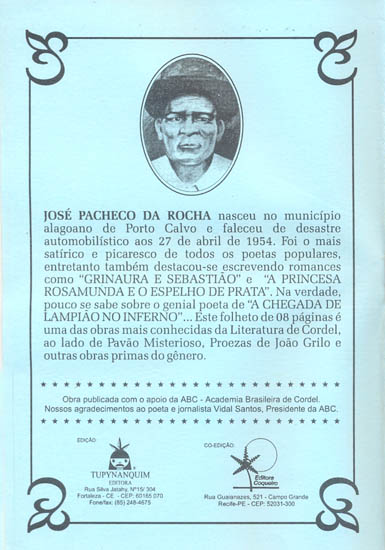 JOSÉ PACHECO DA ROCHA nasceu no município
alagoano de Porto Calvo e faleceu de desastre
automobilístico aos 27 de abril de 1954. Foi o mais
satírico e picaresco de todos os poetas populares,
entretanto também destacou-se escrevendo romances
como "GRINAURA E SEBASTIÃO" e "A PRINCESA
ROSAMUNDA E O ESPELHO DE PRATA". Na verdade,
pouco se sabe sobre o genial poeta de "A CHEGADA DE
LAMPIÃO NO INFERNO"... Este folheto de 08 páginas é
uma das obras mais conhecidas da Literatura de Cordel,
ao lado de Pavão Misterioso, Proezas de João Grilo e
outras obras primas do gênero.
Obra publicada com o apoio da ABC - Academia Brasileira de Cordel.
Nossos agradecimentos ao poeta e jornalista Vidal Santos, Presidente da ABC.
EDIÇÃO:
TUPYNANQUIM
EDITORA
Rua Silva Jatahy, Nº15/ 304
Fortaleza - CE - CEP: 60165 070
Fone/fax: (85) 248-4675
CO-EDIÇÃO:
Editora
Coqueiro
Rua Guaianazes, 521 - Campo Grande
Recife-PE - CEP: 52031-300